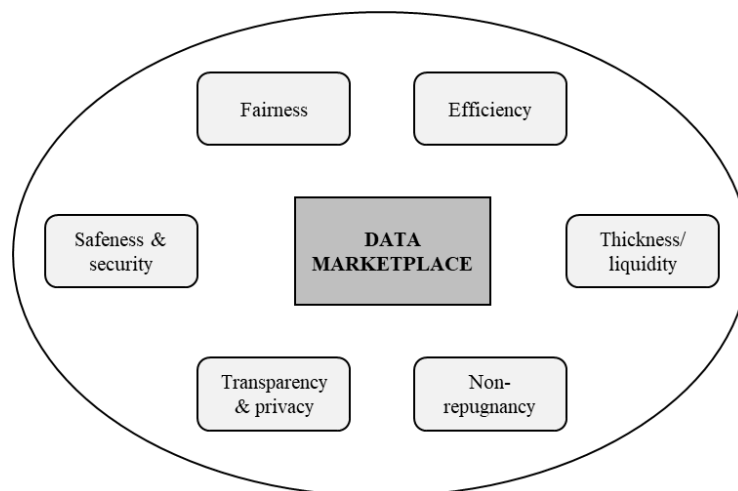 Fairness
Efficiency
Safeness &
security
DATA
MARKETPLACE
Thickness/
liquidity
Transparency
& privacy
Non-
repugnancy